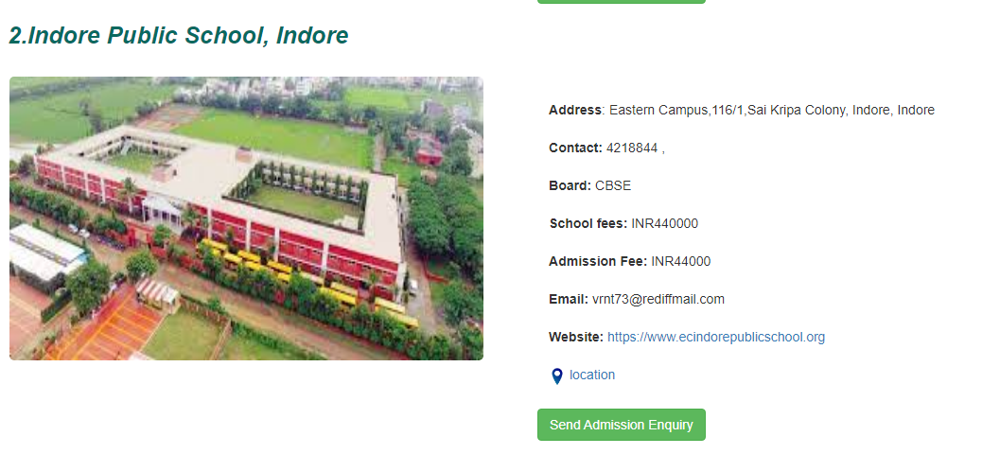 2.Indore Public School, Indore
Address: Eastern Campus,116/1,Sai Kripa Colony, Indore, Indore
Contact: 4218844 ,
Board: CBSE
School fees: INR440000
Admission Fee: INR44000
Email: vrnt73@rediffmail.com
Website: https://www.ecindorepublicschool.org
location
Send Admission Enquiry